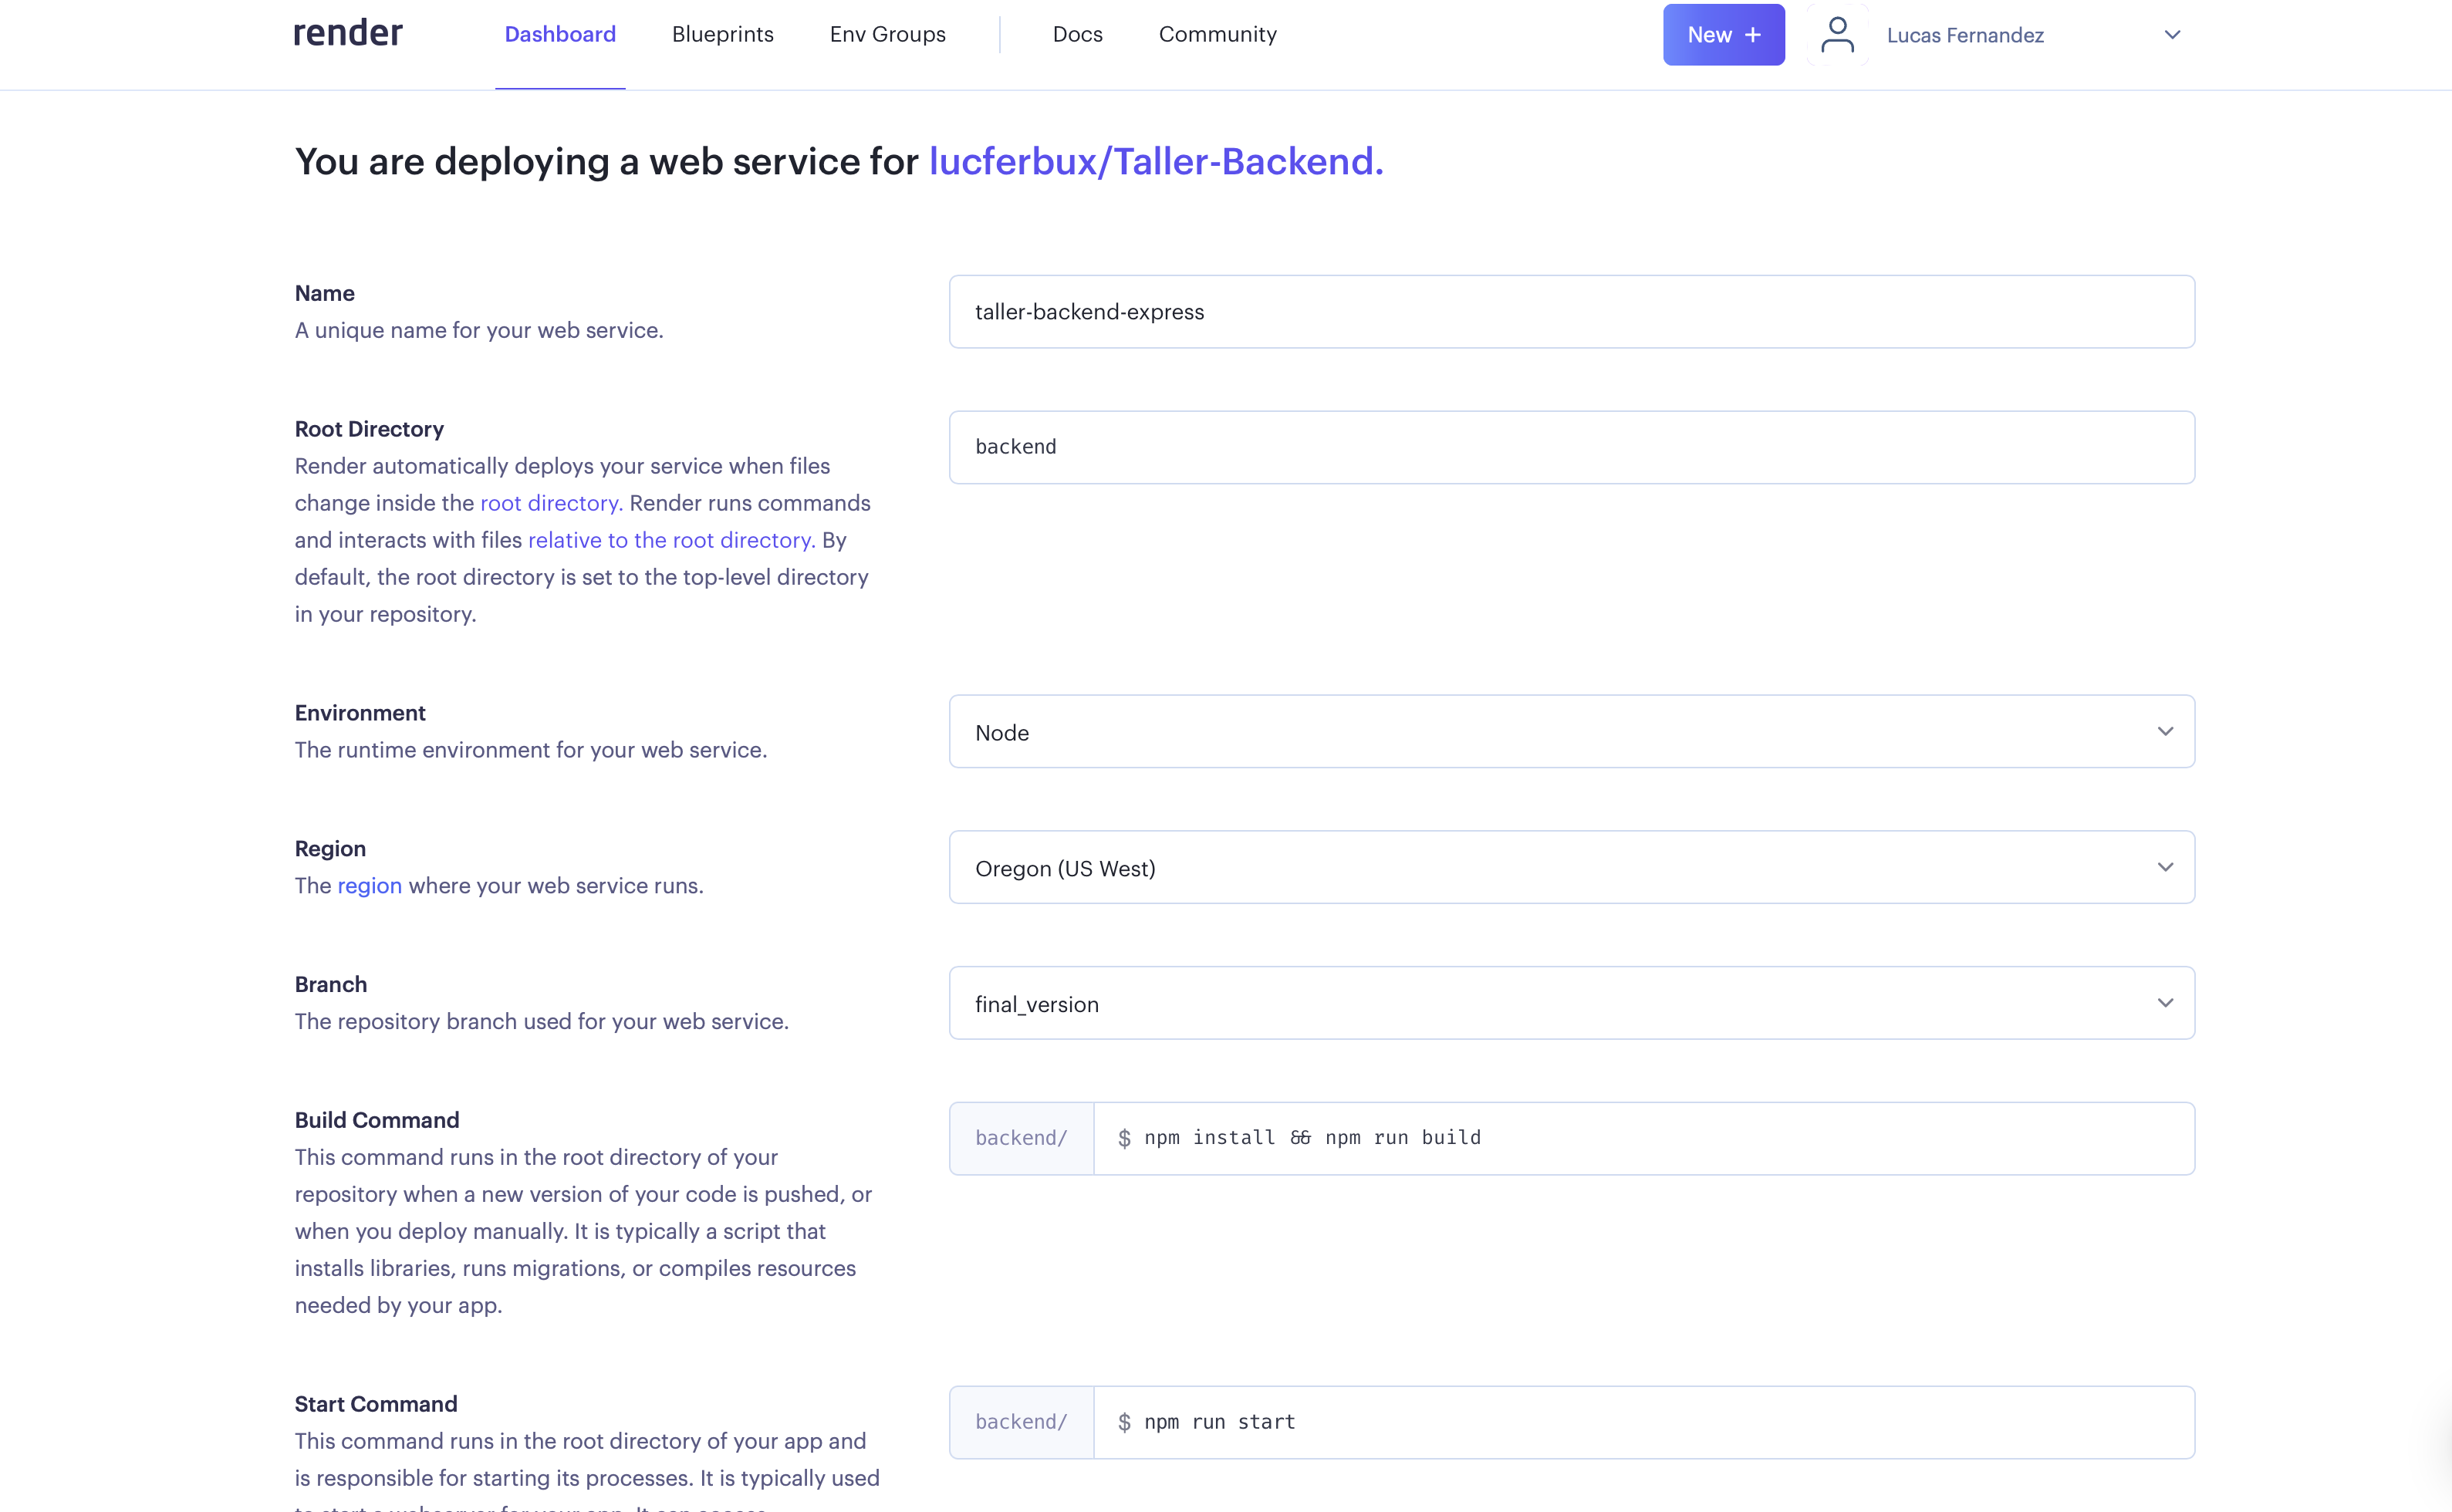 render
Dashboard
Blueprints
Env Groups
Docs
Community
New +
Lucas Fernandez
You are deploying a web service for lucferbux/Taller-Backend.
Name
A unique name for your web service.
taller-backend-express
Root Directory
Render automatically deploys your service when files
change inside the root directory. Render runs commands
and interacts with files relative to the root directory. By
default, the root directory is set to the top-level directory
in your repository.
backend
Environment
The runtime environment for your web service.
Node
Region
The region where your web service runs.
Oregon (US West)
Branch
The repository branch used for your web service.
final_version
Build Command
This command runs in the root directory of your
repository when a new version of your code is pushed, or
when you deploy manually. It is typically a script that
installs libraries, runs migrations, or compiles resources
needed by your app.
backend/ $ npm install && npm run build
Start Command
This command runs in the root directory of your app and
is responsible for starting its processes. It is typically used
backend/ $ npm run start